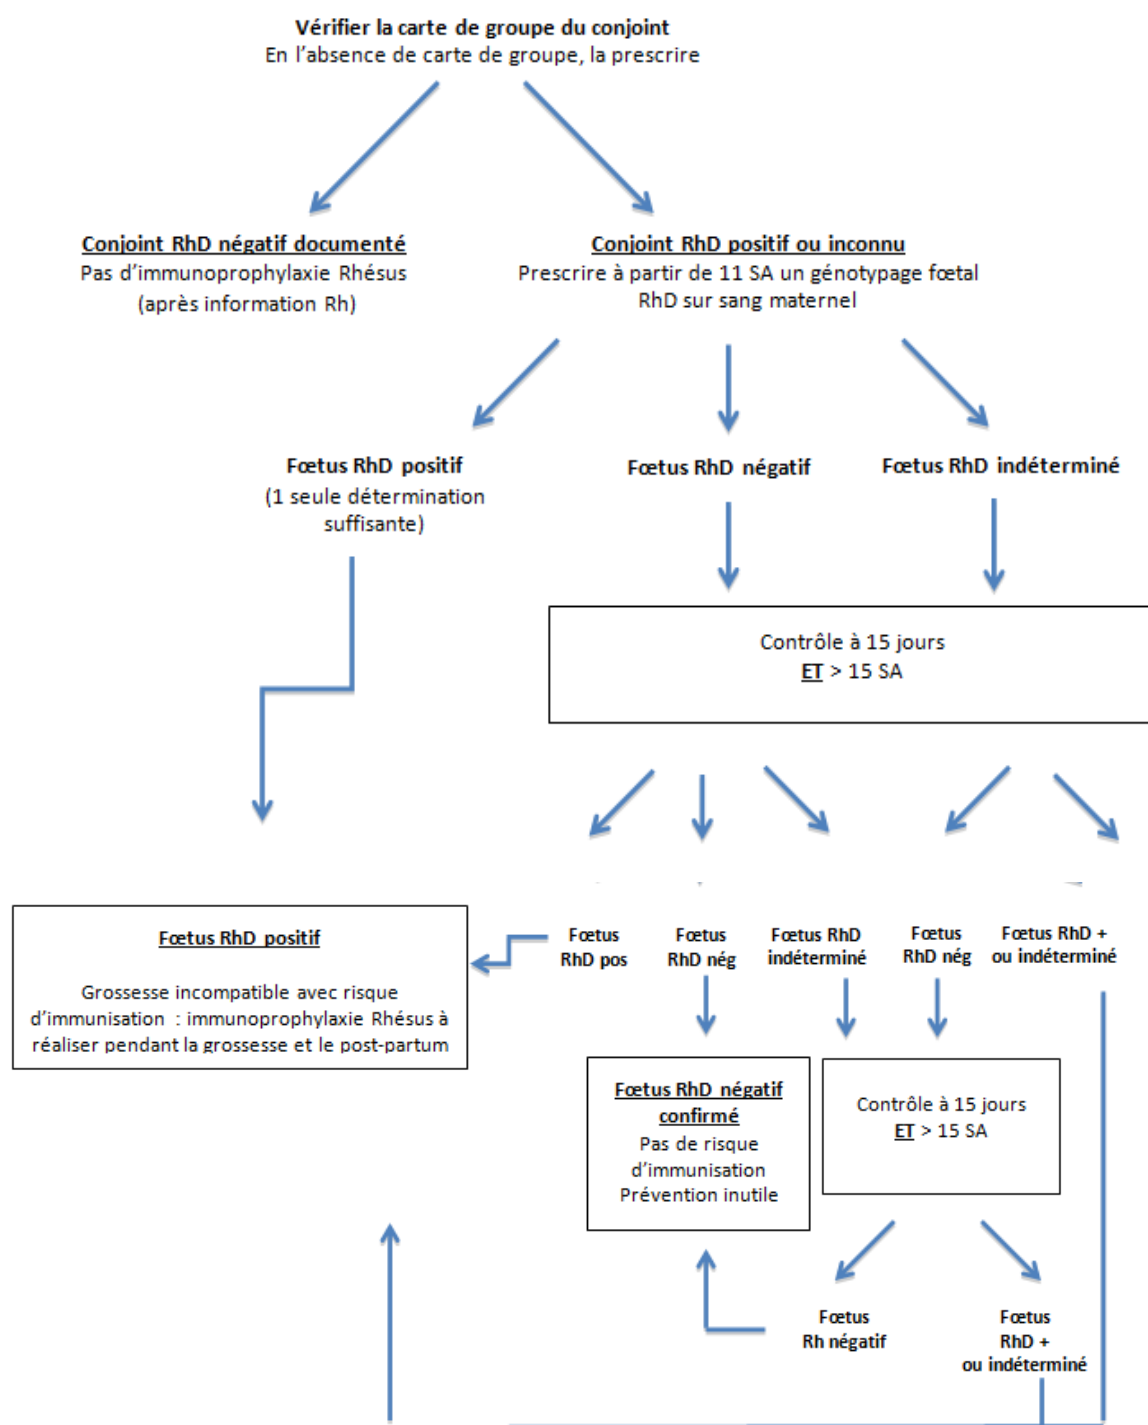 Vérifier la carte de groupe du conjoint
En l'absence de carte de groupe, la prescrire
Conjoint RhD négatif documenté
Pas d'immunoprophylaxie Rhésus
(après information Rh)
Conjoint RhD positif ou inconnu
Prescrire à partir de 11 SA un génotypage fœtal
RhD sur sang maternel
Fœtus RhD positif
(1 seule détermination
suffisante)
Fœtus RhD négatif
Fœtus RhD indéterminé
Contrôle à 15 jours
ET > 15 SA
Fœtus RhD positif
Grossesse incompatible avec risque
d'immunisation : immunoprophylaxie Rhésus à
réaliser pendant la grossesse et le post-partum
Fœtus
RhD pos
Fœtus
RhD nég
Fœtus RhD
indéterminé
Fœtus
RhD nég
Fœtus RhD +
ou indéterminé
Fœtus RhD négatif
confirmé
Pas de risque
d'immunisation
Prévention inutile
Contrôle à 15 jours
ET > 15 SA
Fœtus
Rh négatif
Fœtus
RhD +
ou indéterminé